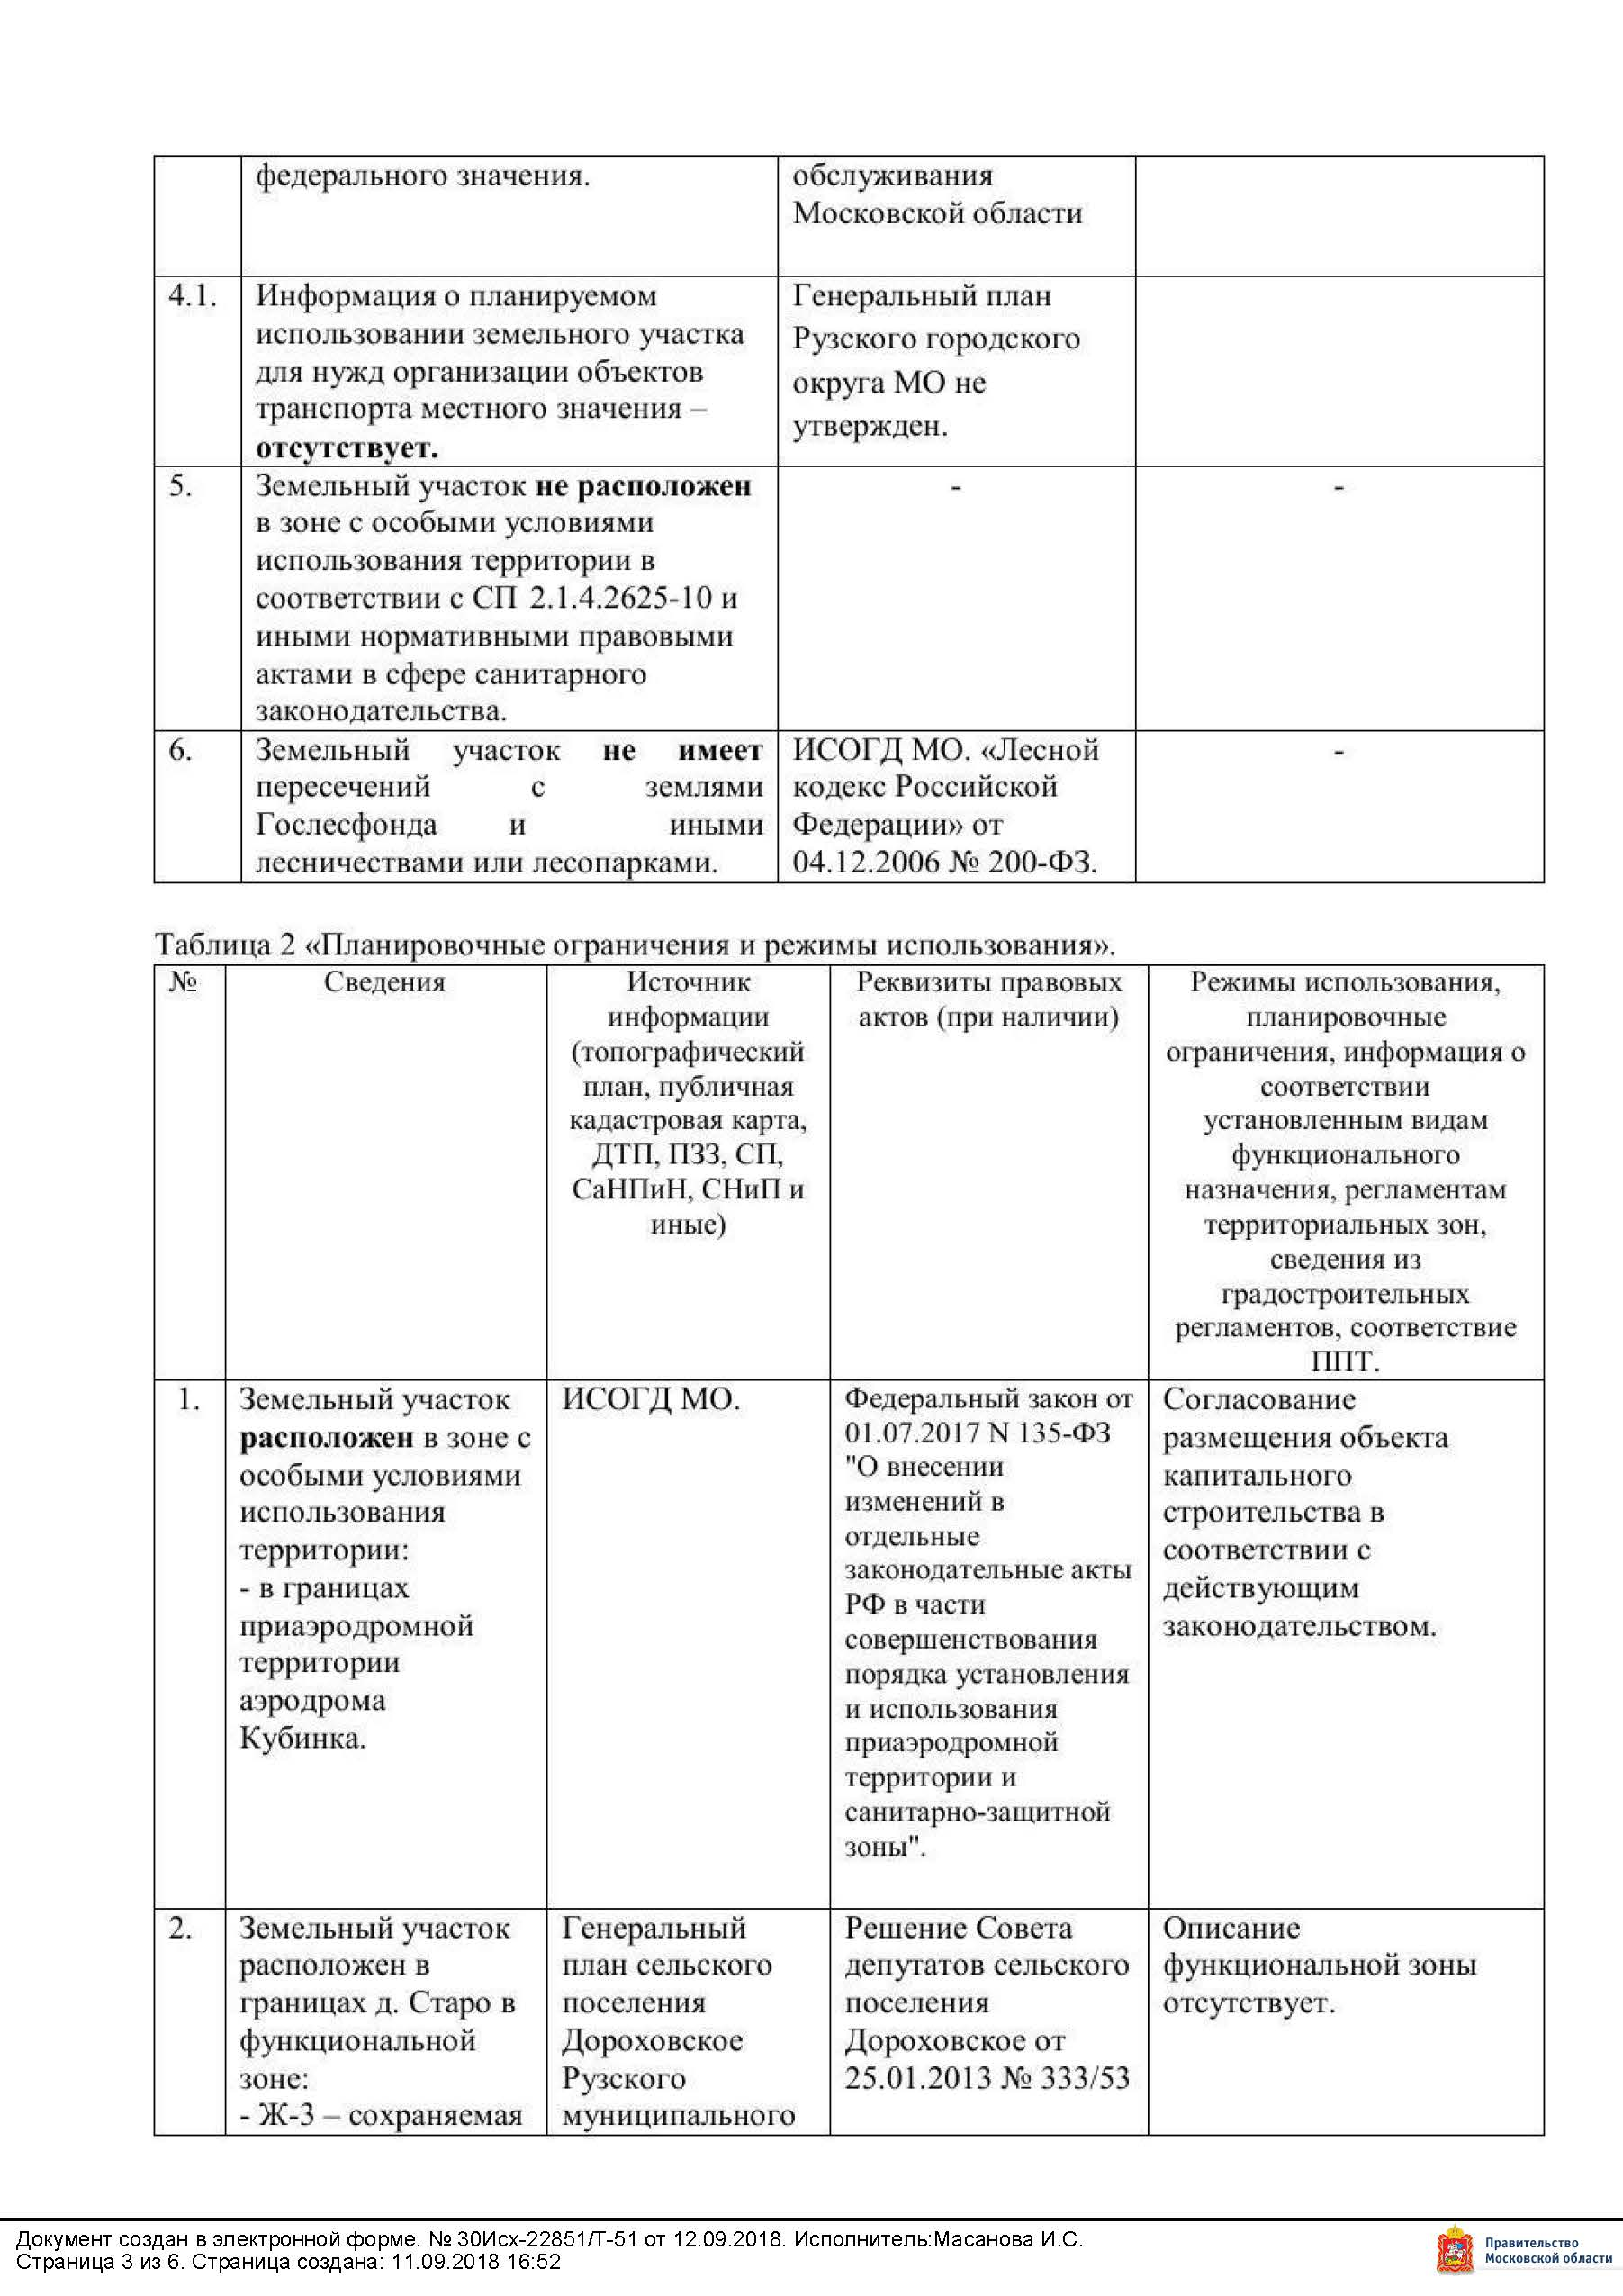 федерального значения.
обслуживания
Московской области
4.1.
Информация о планируемом
использовании земельного участка
для нужд организации объектов
транспорта местного значения –
отсутствует.
Генеральный план
Рузского городского
округа МО не
утвержден.
5.
Земельный участок не расположен
в зоне с особыми условиями
использования территории в
соответствии с СП 2.1.4.2625-10 и
иными нормативными правовыми
актами в сфере санитарного
законодательства.
-
-
6.
Земельный участок не имеет
пересечений с землями
Гослесфонда и иными
лесничествами или лесопарками.
ИСОГД МО. «Лесной
кодекс Российской
Федерации» от
04.12.2006 № 200-ФЗ.
-
Таблица 2 «Планировочные ограничения и режимы использования».
№
Сведения
Источник
информации
(топографический
план, публичная
кадастровая карта,
ДТП, ПЗЗ, СП,
СаНПиН, СНиП и
иные)
Реквизиты правовых
актов (при наличии)
Режимы использования,
планировочные
ограничения, информация о
соответствии
установленным видам
функционального
назначения, регламентам
территориальных зон,
сведения из
градостроительных
регламентов, соответствие
ППТ.
1.
Земельный участок
расположен в зоне с
особыми условиями
использования
территории:
- в границах
приаэродромной
территории
аэродрома
Кубинка.
ИСОГД МО.
Федеральный закон от
01.07.2017 N 135-ФЗ
"О внесении
изменений в
отдельные
законодательные акты
РФ в части
совершенствования
порядка установления
и использования
приаэродромной
территории и
санитарно-защитной
зоны".
Согласование
размещения объекта
капитального
строительства в
соответствии с
действующим
законодательством.
2.
Земельный участок
расположен в
границах д. Старо в
функциональной
зоне:
- Ж-3 – сохраняемая
Генеральный
план сельского
поселения
Дороховское
Рузского
муниципального
Решение Совета
депутатов сельского
поселения
Дороховское от
25.01.2013 № 333/53
Описание
функциональной зоны
отсутствует.
Документ создан в электронной форме. № 30Исх-22851/Т-51 от 12.09.2018. Исполнитель:Масанова И.С.
Страница 3 из 6. Страница создана: 11.09.2018 16:52
Правительство
Московской области